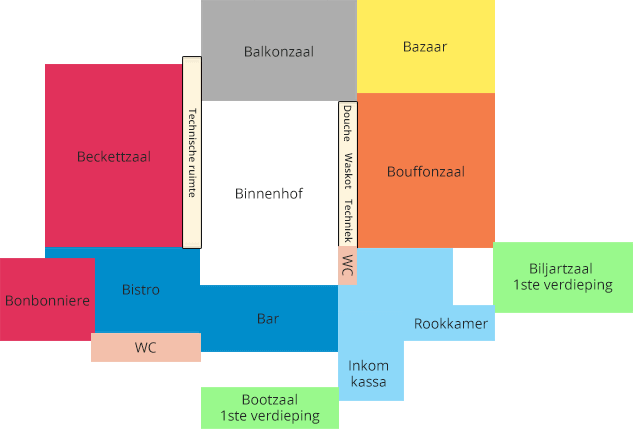 Balkonzaal
Bazaar
Beckettzaal
Technische ruimte
Binnenhof
Douche Waskot Techniek
Bouffonzaal
WC
Biljartzaal
1ste verdieping
Bonbonniere
Bistro
Bar
Rookkamer
WC
Inkom
kassa
Bootzaal
1ste verdieping